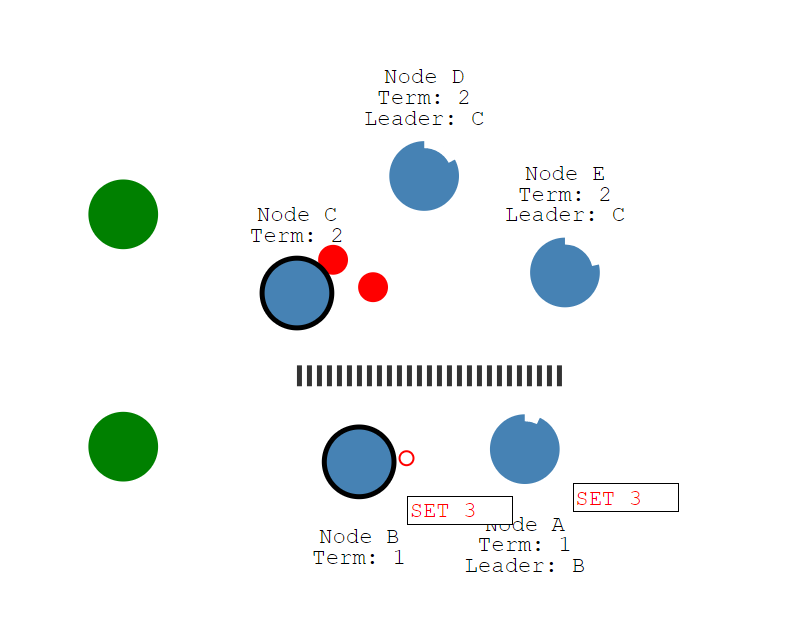 Node D
Term: 2
Leader: C
Node E
Term: 2
Leader: C
Node C
Term: 2
SET 3
SET 3
Node B
Term: 1
Node A
Term: 1
Leader: B